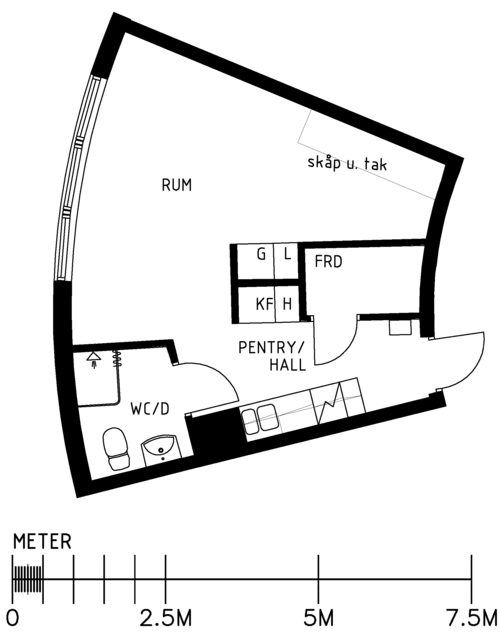 skåp u. tak
RUM
G L
FRD
KF H
PENTRY/
HALL
WC/D
METER
0 2.5M 5M 7.5M